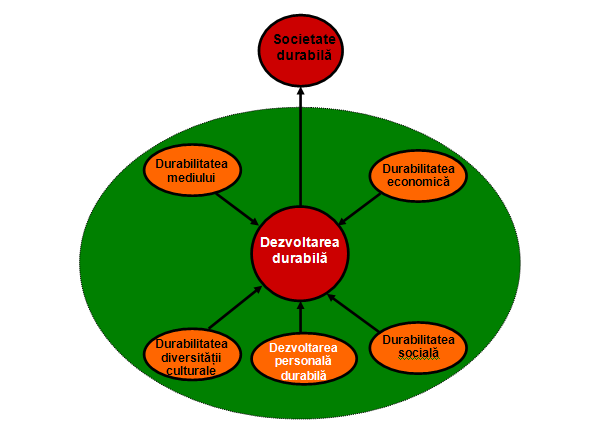 Societate
durabilă
Durabilitatea
mediului
Durabilitatea
economică
Dezvoltarea
durabilă
Durabilitatea
diversității
culturale
Dezvoltarea
personală
durabilă
Durabilitatea
socială